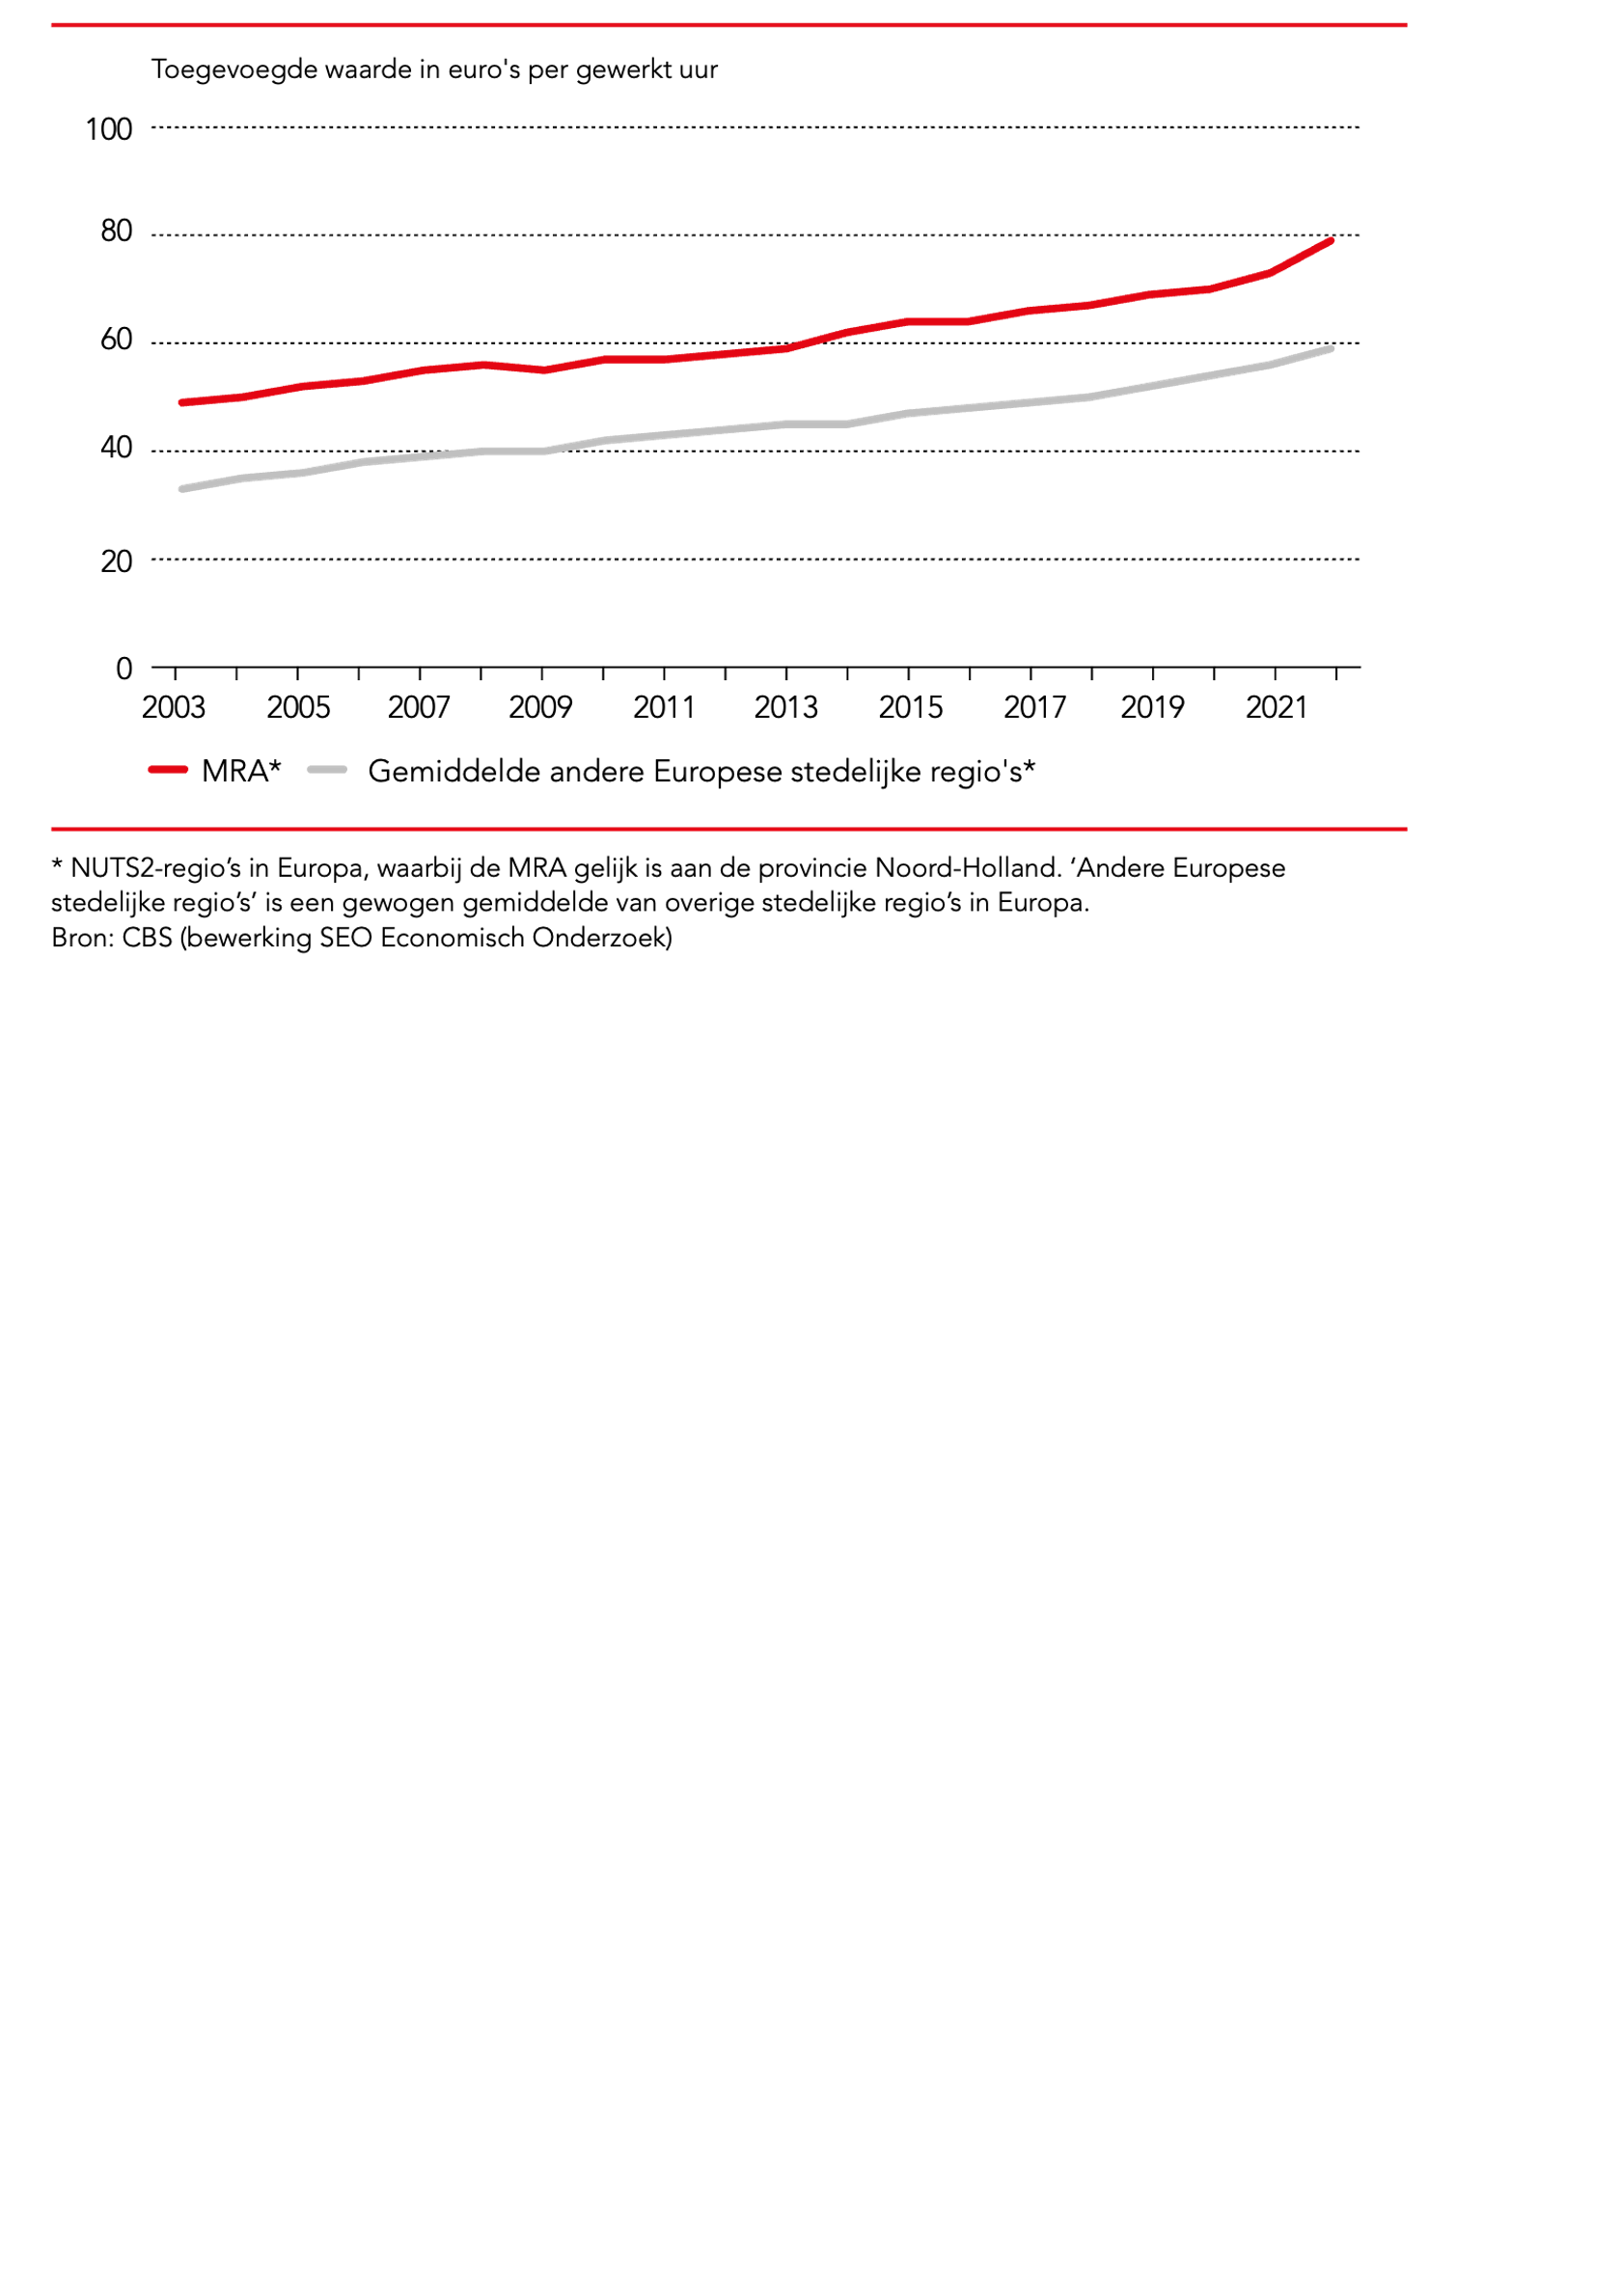 Toegevoegde waarde in euro's per gewerkt uur
100
80
60
40
20
0
2003 2005 2007 2009 2011 2013 2015 2017 2019 2021
MRA* Gemiddelde andere Europese stedelijke regio's*
* NUTS2-regio’s in Europa, waarbij de MRA gelijk is aan de provincie Noord-Holland. ‘Andere Europese
stedelijke regio’s’ is een gewogen gemiddelde van overige stedelijke regio’s in Europa.
Bron: CBS (bewerking SEO Economisch Onderzoek)